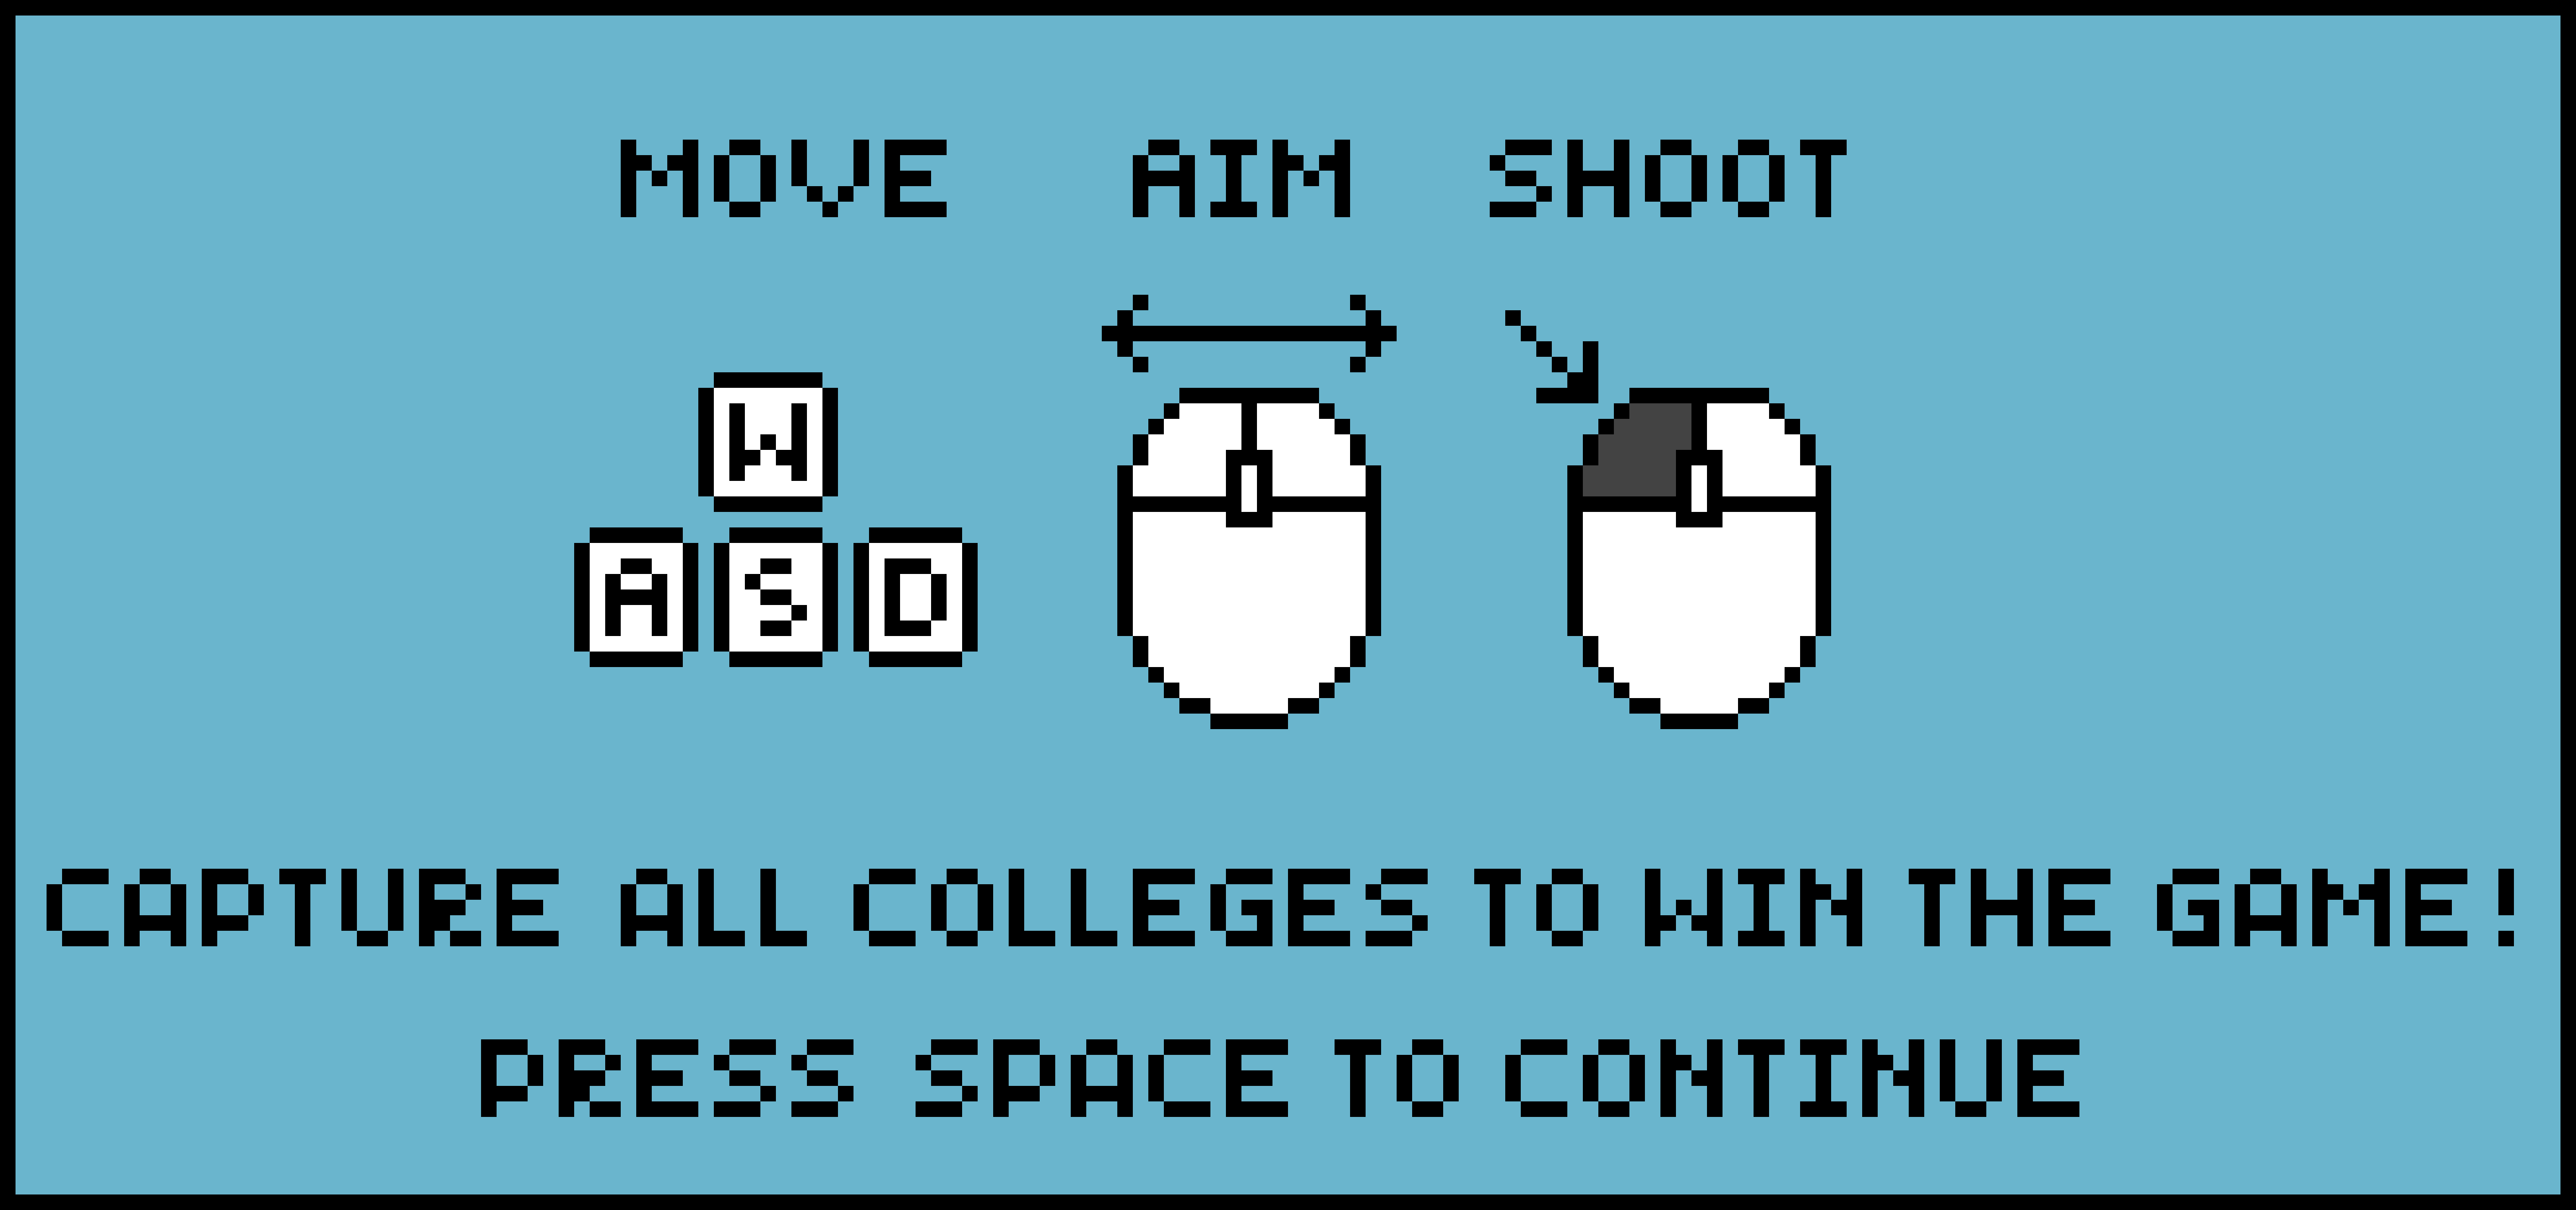 MOVE AIM SHOOT
W
A S D
CAPTURE ALL COLLEGES TO WIN THE GAME!
PRESS SPACE TO CONTINUE